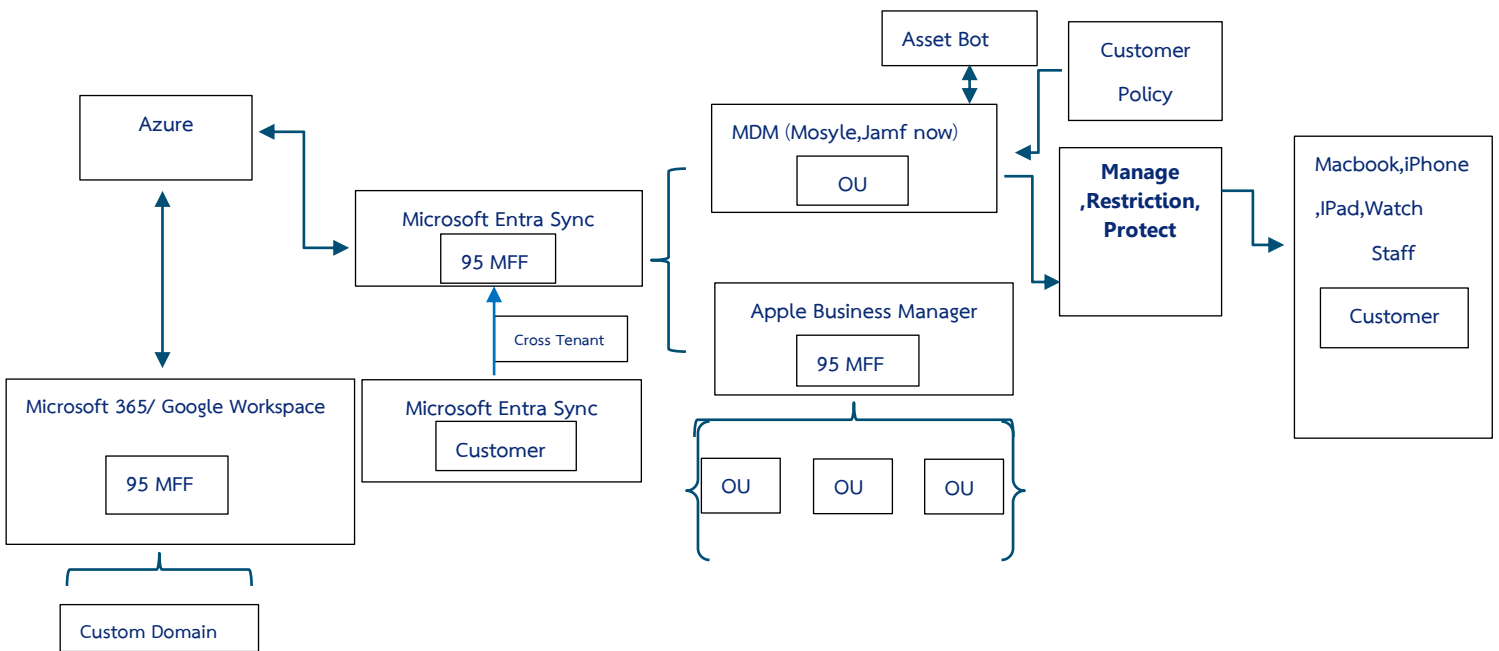 Asset Bot
Customer
Policy
Azure
MDM (Mosyle,Jamf now)
OU
Manage
,Restriction,
Protect
Macbook,iPhone
,IPad,Watch
Staff
Customer
Microsoft Entra Sync
95 MFF
Cross Tenant
Apple Business Manager
95 MFF
Microsoft 365/ Google Workspace
95 MFF
Microsoft Entra Sync
Customer
OU
OU
OU
Custom Domain